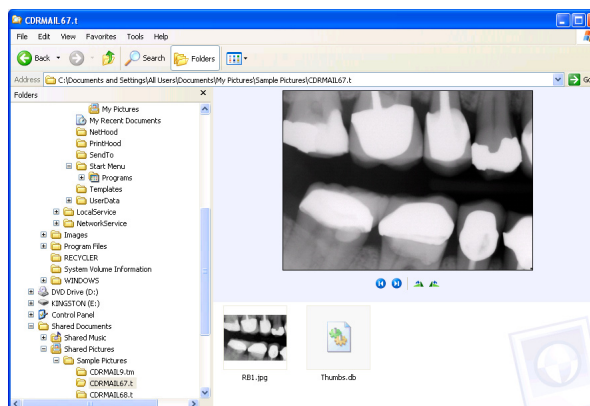 CDRMAIL67.t
File Edit View Favorites Tools Help
Back Search Folders
Address C:\Documents and Settings\All Users\Documents\My Pictures\Sample Pictures\CDRMAIL67.t Go
Folders
My Pictures
My Recent Documents
NetHood
PrintHood
SendTo
Start Menu
Programs
Templates
UserData
LocalService
NetworkService
Images
Program Files
RECYCLER
System Volume Information
WINDOWS
DVD Drive (D:)
KINGSTON (E:)
Control Panel
Shared Documents
Shared Music
Shared Pictures
Sample Pictures
CDRMAIL9.tm
CDRMAIL67.t
CDRMAIL68.t
RB1.jpg
Thumbs.db